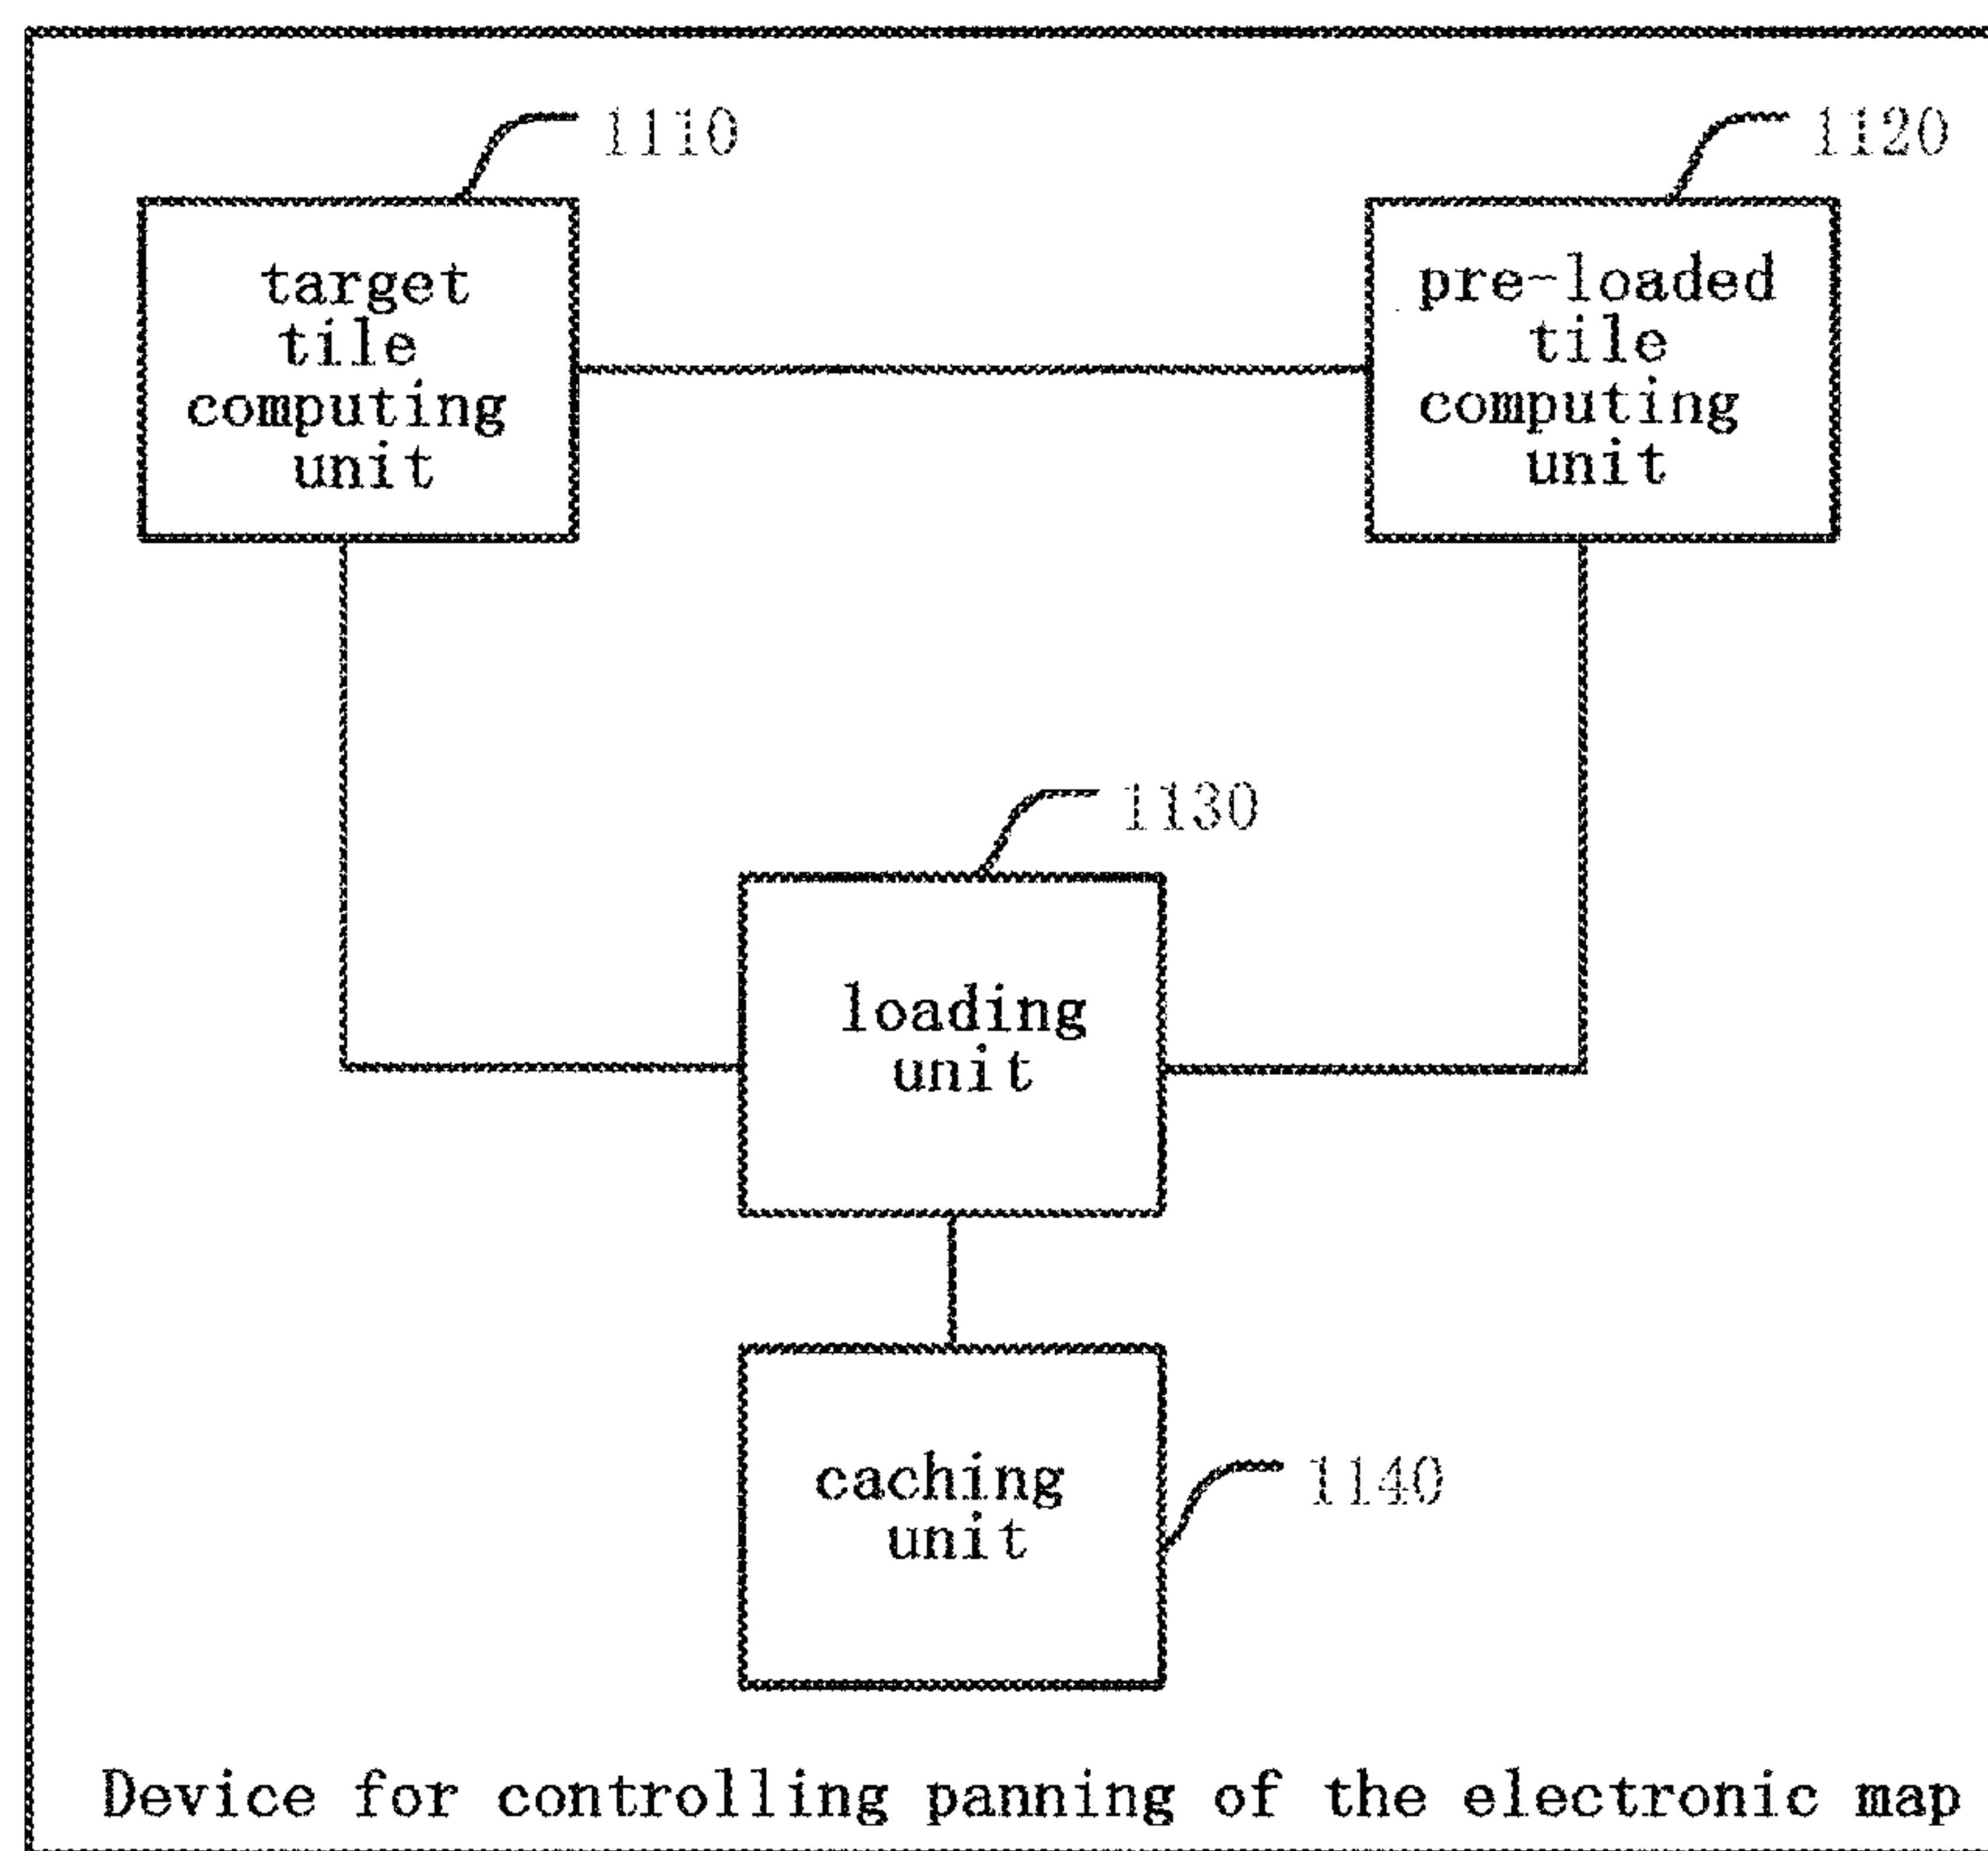 1110
1120
target
tile
computing
unit
pre-loaded
tile
computing
unit
1130
loading
unit
caching
unit
1140
Device for controlling panning of the electronic map